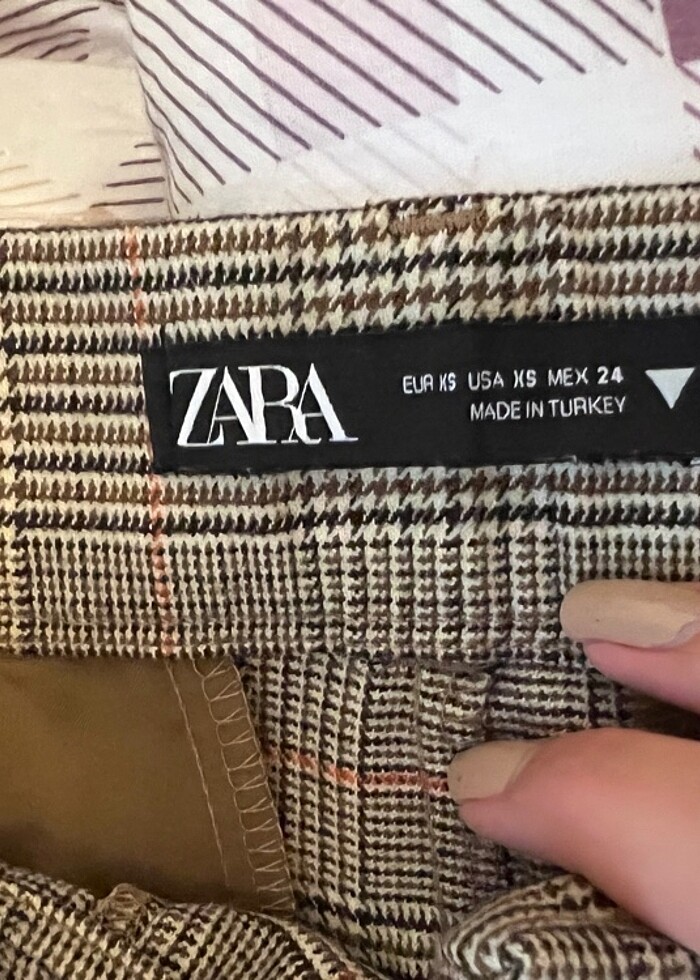 ZARA
EUR XS USA XS MEX 24
MADE IN TURKEY